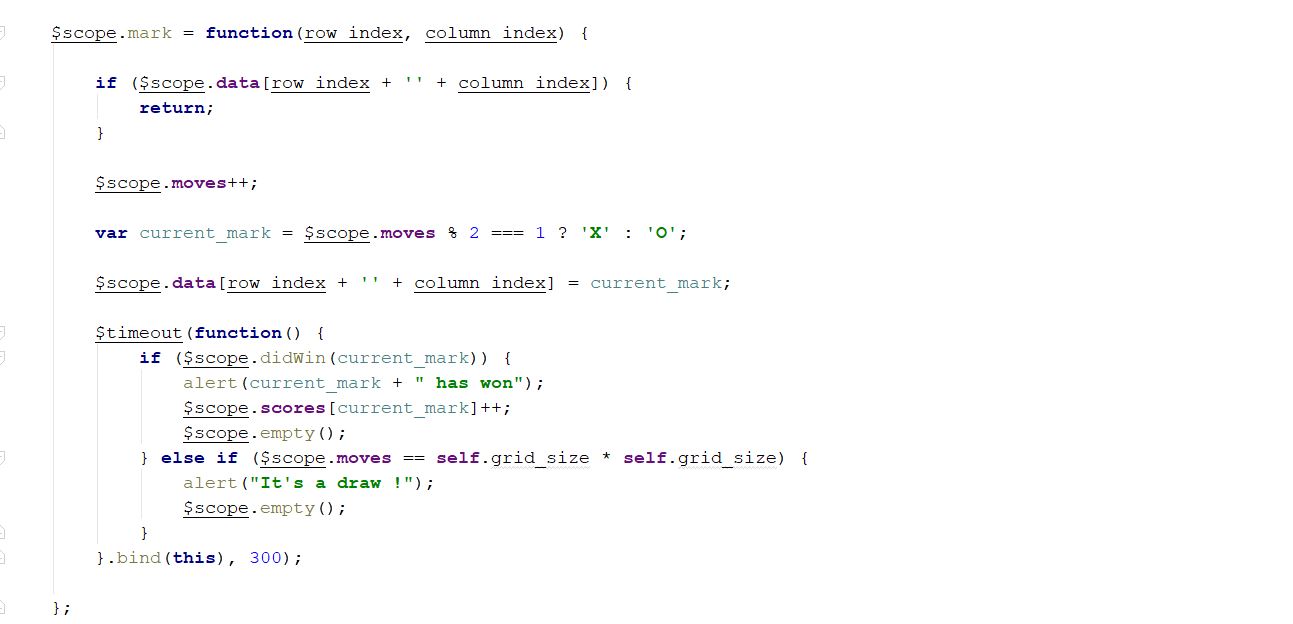 $scope.mark = function(row_index, column_index) {
if ($scope.data[row_index + '' + column_index]) {
return;
}
$scope.moves++;
var current_mark = $scope.moves % 2 === 1 ? 'X' : 'O';
$scope.data[row_index + '' + column_index] = current_mark;
$timeout(function() {
if ($scope.didWin(current_mark)) {
alert(current_mark + " has won");
$scope.scores[current_mark]++;
$scope.empty();
} else if ($scope.moves == self.grid_size * self.grid_size) {
alert("It's a draw !");
$scope.empty();
}
}.bind(this), 300);
};